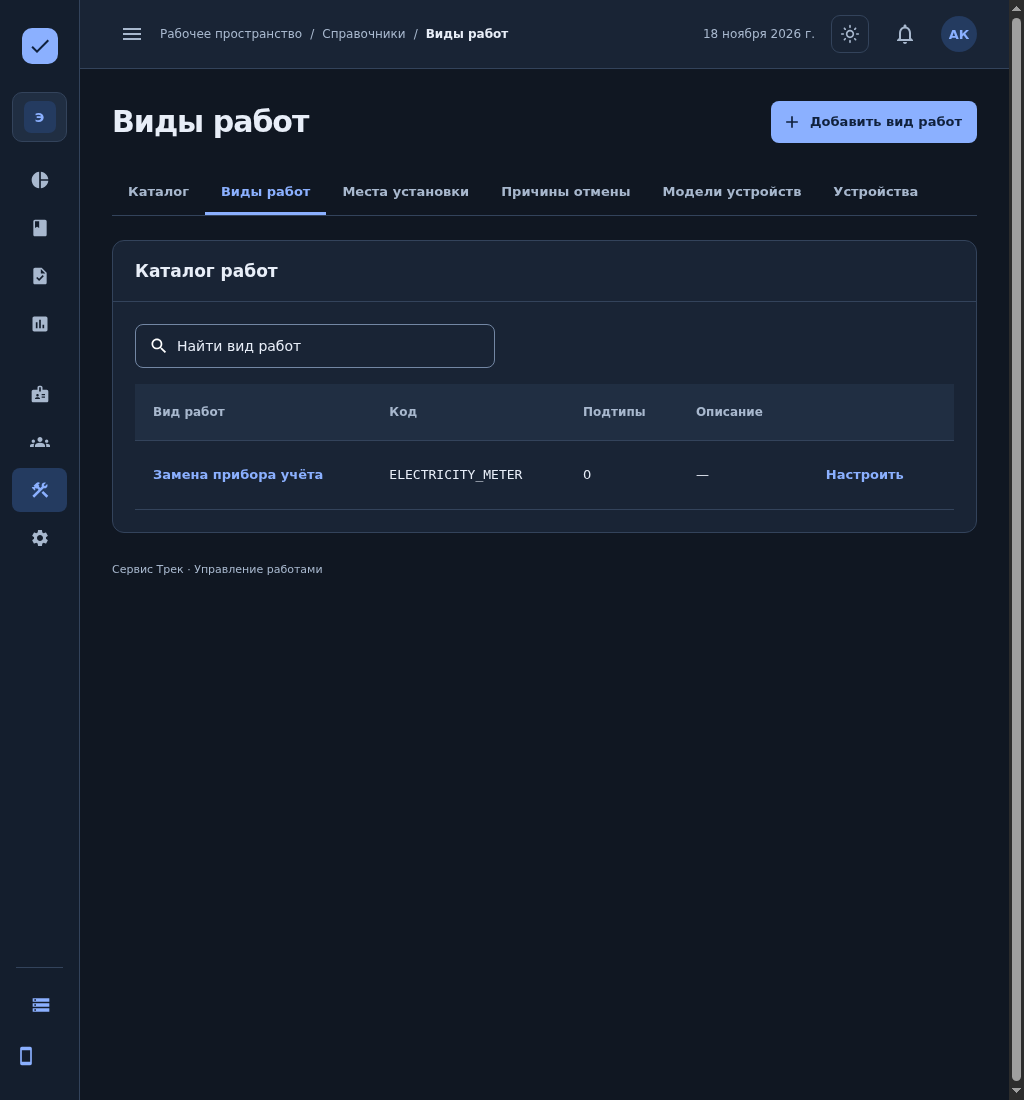 Рабочее пространство / Справочники / Виды работ
18 ноября 2026 г.
АК
Э
Виды работ
Добавить вид работ
Каталог Виды работ Места установки Причины отмены Модели устройств Устройства
Каталог работ
Найти вид работ
Вид работ Код Подтипы Описание
Замена прибора учёта ELECTRICITY_METER 0 — Настроить
Сервис Трек · Управление работами